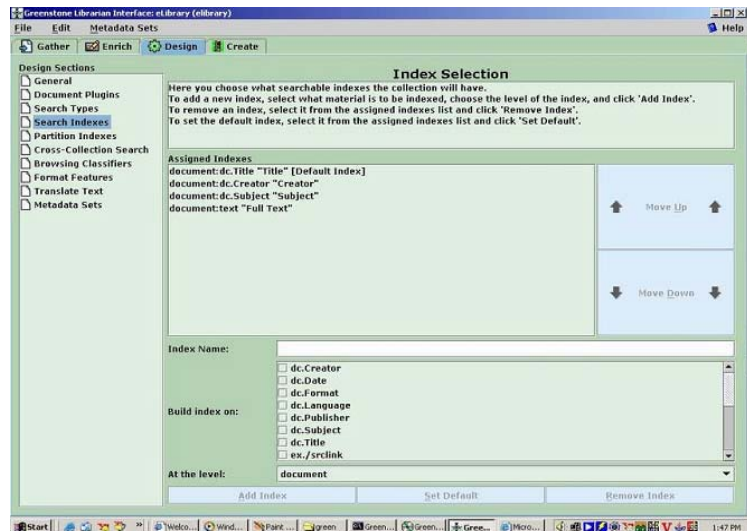 Greenstone Librarian Interface: eLibrary (elibrary)
File Edit Metadata Sets Help
Gather Enrich Design Create
Design Sections
General
Document Plugins
Search Types
Search Indexes
Partition Indexes
Cross-Collection Search
Browsing Classifiers
Format Features
Translate Text
Metadata Sets
Index Selection
Here you choose what searchable indexes the collection will have.
To add a new index, select what material is to be indexed, choose the level of the index, and click 'Add Index'.
To remove an index, select it from the assigned indexes list and click 'Remove Index'.
To set the default index, select it from the assigned indexes list and click 'Set Default'.
Assigned Indexes
document:dc.Title "Title" [Default Index]
document:dc.Creator "Creator"
document:dc.Subject "Subject"
document:text "Full Text"
Move Up
Move Down
Index Name:
Build index on:
dc.Creator
dc.Date
dc.Format
dc.Language
dc.Publisher
dc.Subject
dc.Title
ex./srclink
At the level: document
Add Index Set Default Remove Index
Start Welco... Wind... Paint ... green Green... Green... Gree... Micro... 1:47 PM